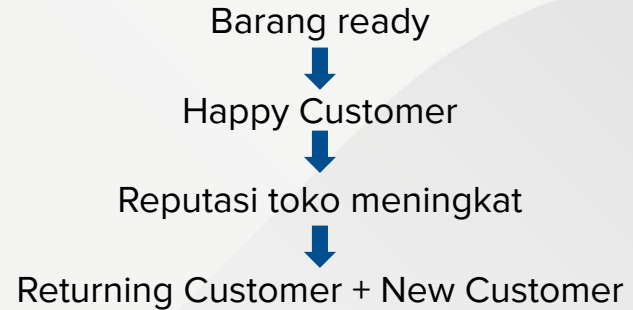 Barang ready
Happy Customer
Reputasi toko meningkat
Returning Customer + New Customer